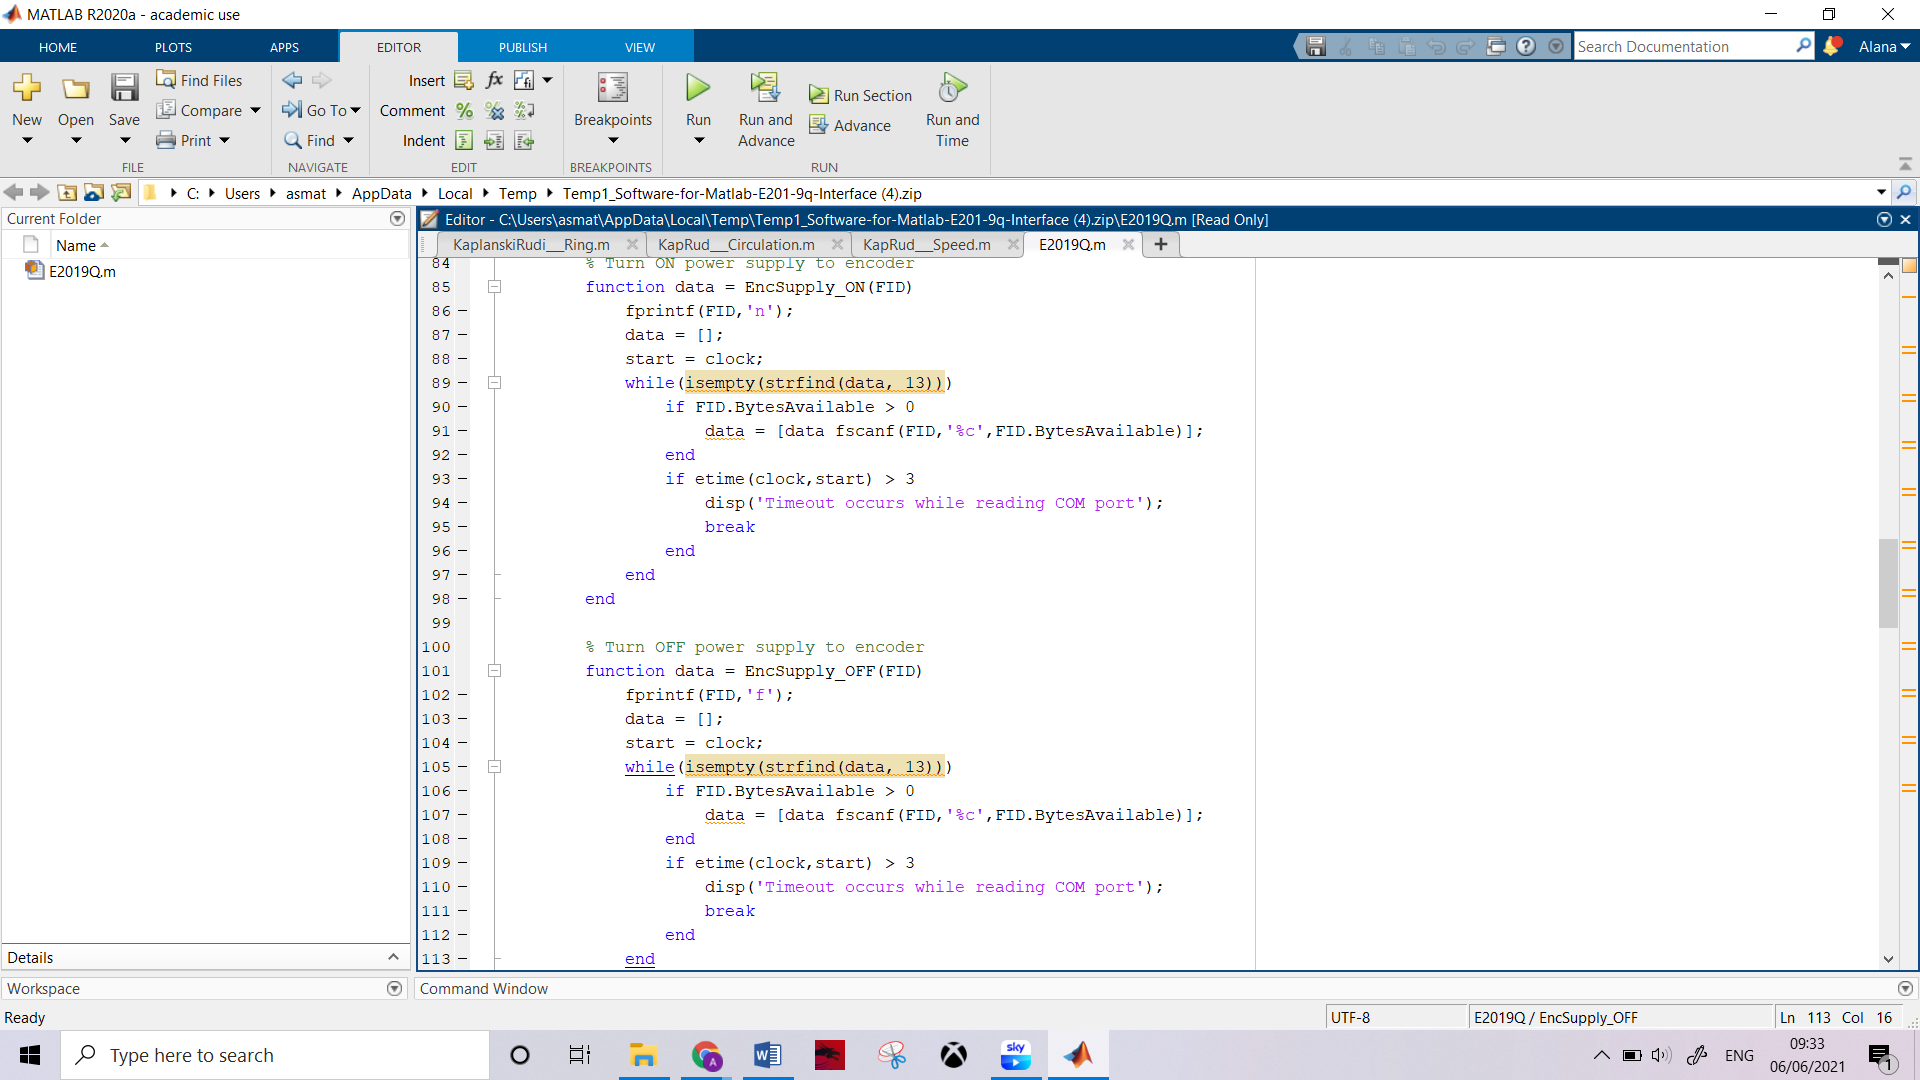 MATLAB R2020a - academic use
HOME PLOTS APPS EDITOR PUBLISH VIEW
Search Documentation
Alana
New
Open
Save
Find Files
Compare
Print
FILE
Go To
Find
NAVIGATE
Insert
Comment
Indent
EDIT
Breakpoints
BREAKPOINTS
Run
Run and Advance
Run Section
Advance
Run and Time
RUN
C: Users asmat AppData Local Temp Temp1_Software-for-Matlab-E201-9q-Interface (4).zip
Current Folder
Name
E2019Q.m
Editor - C:\Users\asmat\AppData\Local\Temp\Temp1_Software-for-Matlab-E201-9q-Interface (4).zip\E2019Q.m [Read Only]
KaplanskiRudi___Ring.m KapRud___Circulation.m KapRud___Speed.m E2019Q.m
84 % Turn ON power supply to encoder
85 function data = EncSupply_ON(FID)
86 fprintf(FID,'n');
87 data = [];
88 start = clock;
89 while(isempty(strfind(data, 13)))
90 if FID.BytesAvailable > 0
91 data = [data fscanf(FID,'%c',FID.BytesAvailable)];
92 end
93 if etime(clock,start) > 3
94 disp('Timeout occurs while reading COM port');
95 break
96 end
97 end
98 end
99
100 % Turn OFF power supply to encoder
101 function data = EncSupply_OFF(FID)
102 fprintf(FID,'f');
103 data = [];
104 start = clock;
105 while(isempty(strfind(data, 13)))
106 if FID.BytesAvailable > 0
107 data = [data fscanf(FID,'%c',FID.BytesAvailable)];
108 end
109 if etime(clock,start) > 3
110 disp('Timeout occurs while reading COM port');
111 break
112 end
113 end
Details
Workspace
Command Window
Ready
UTF-8
E2019Q / EncSupply_OFF
Ln 113 Col 16
Type here to search
sky
ENG
09:33
06/06/2021
1